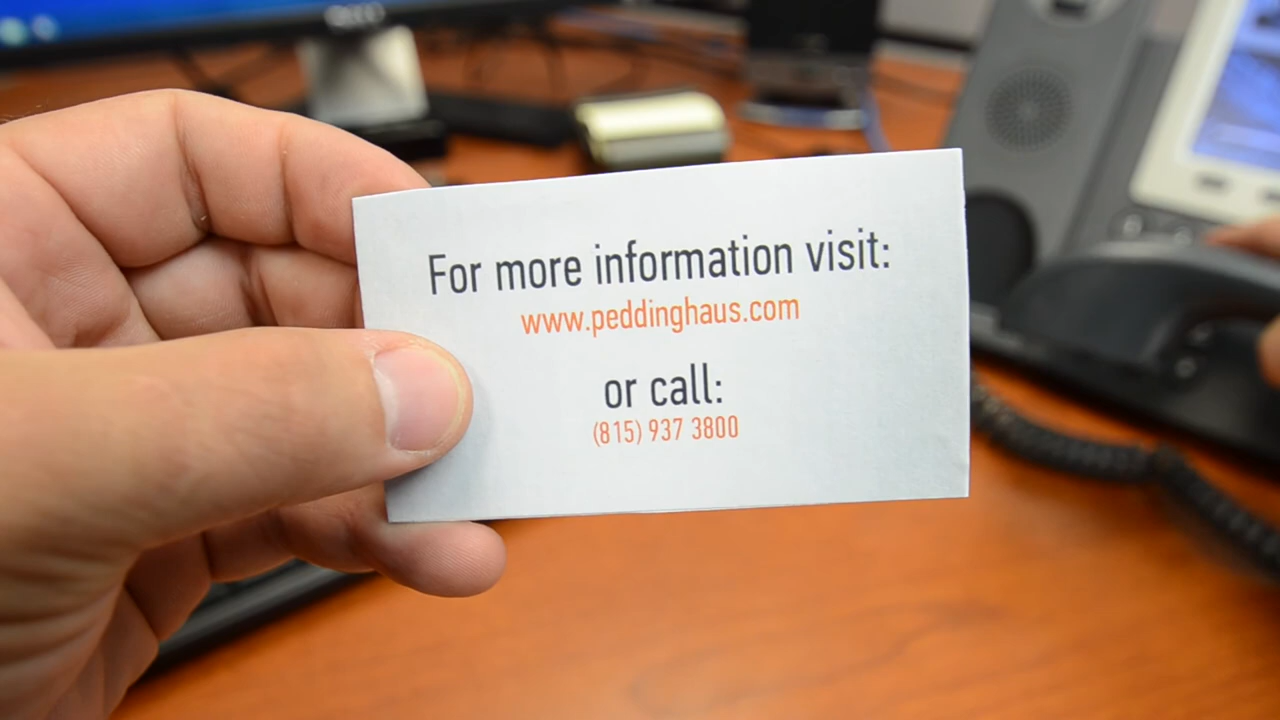 For more information visit:
www.peddinghaus.com
or call:
(815) 937 3800